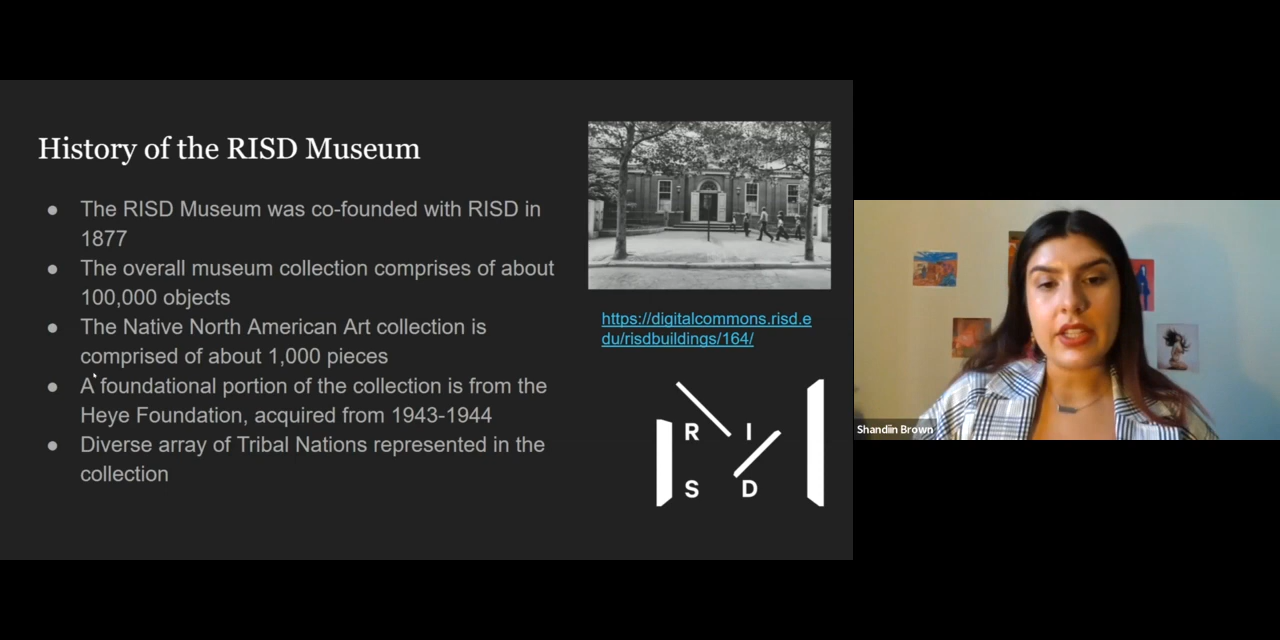 History of the RISD Museum
● The RISD Museum was co-founded with RISD in
1877
● The overall museum collection comprises of about
100,000 objects
● The Native North American Art collection is
comprised of about 1,000 pieces
● A foundational portion of the collection is from the
Heye Foundation, acquired from 1943-1944
● Diverse array of Tribal Nations represented in the
collection
https://digitalcommons.risd.e
du/risdbuildings/164/
R I
S D
Shandiin Brown